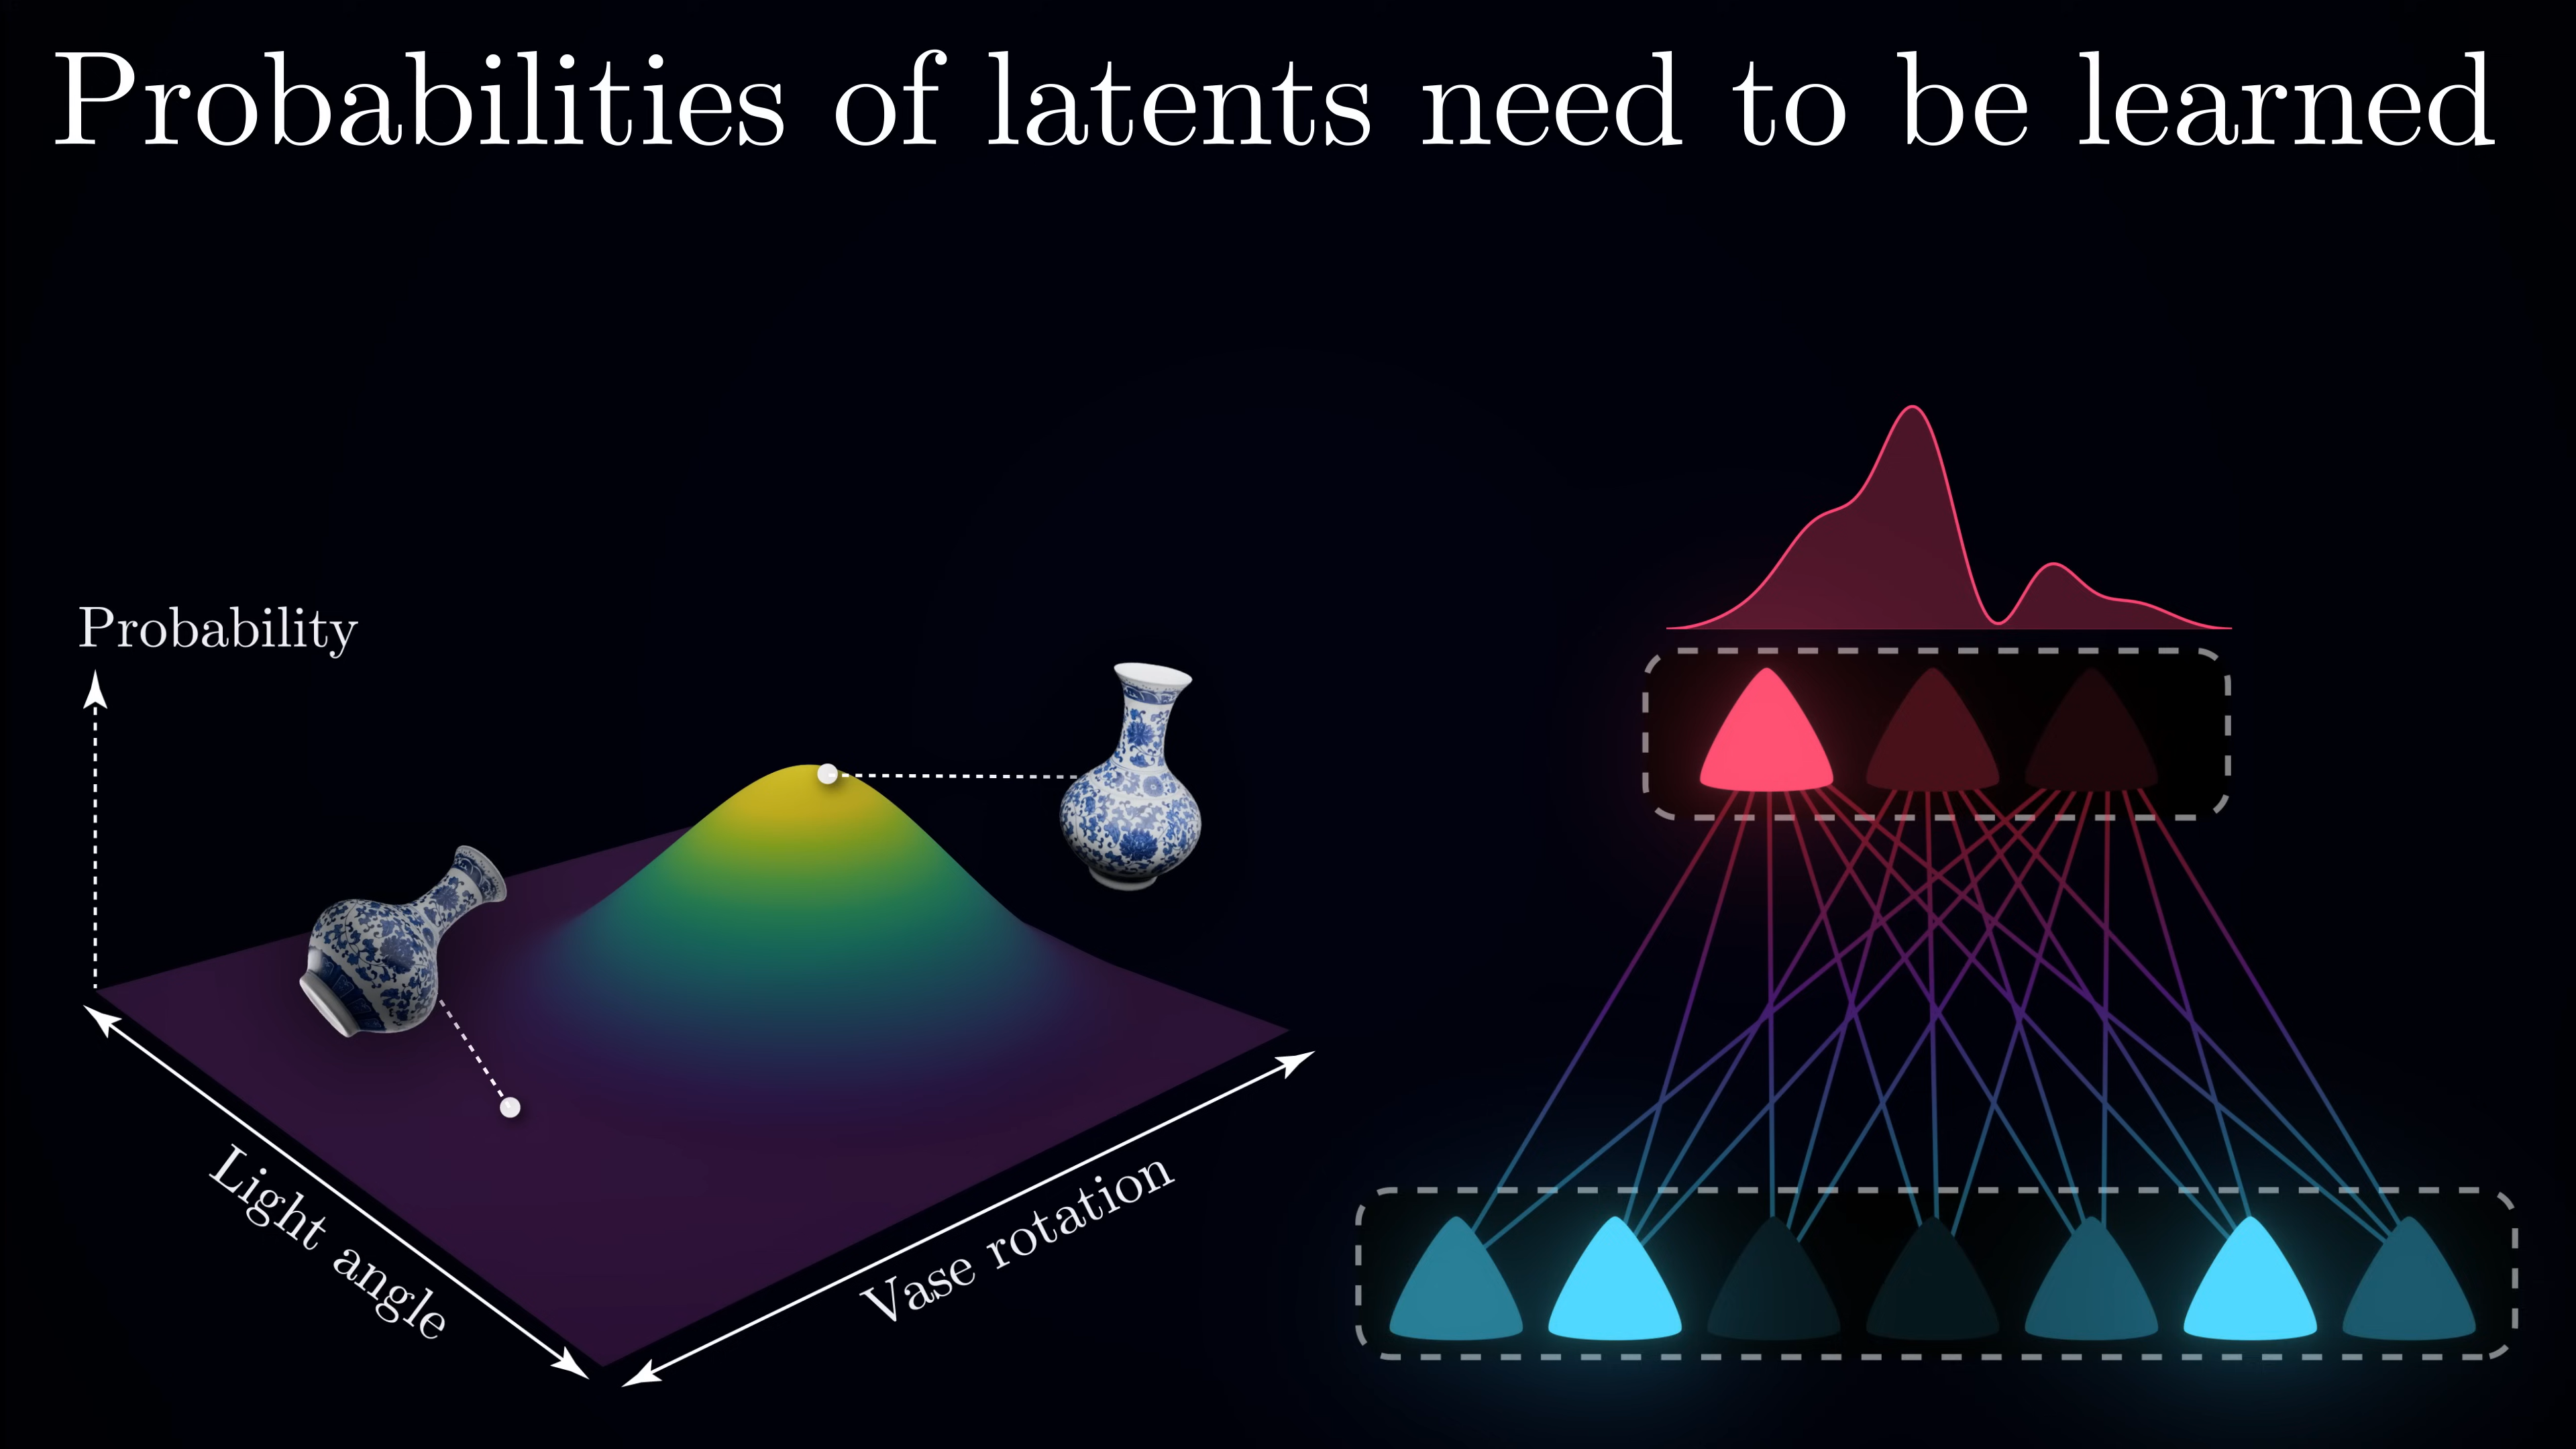 Probabilities of latents need to be learned
Probability
Light angle
Vase rotation